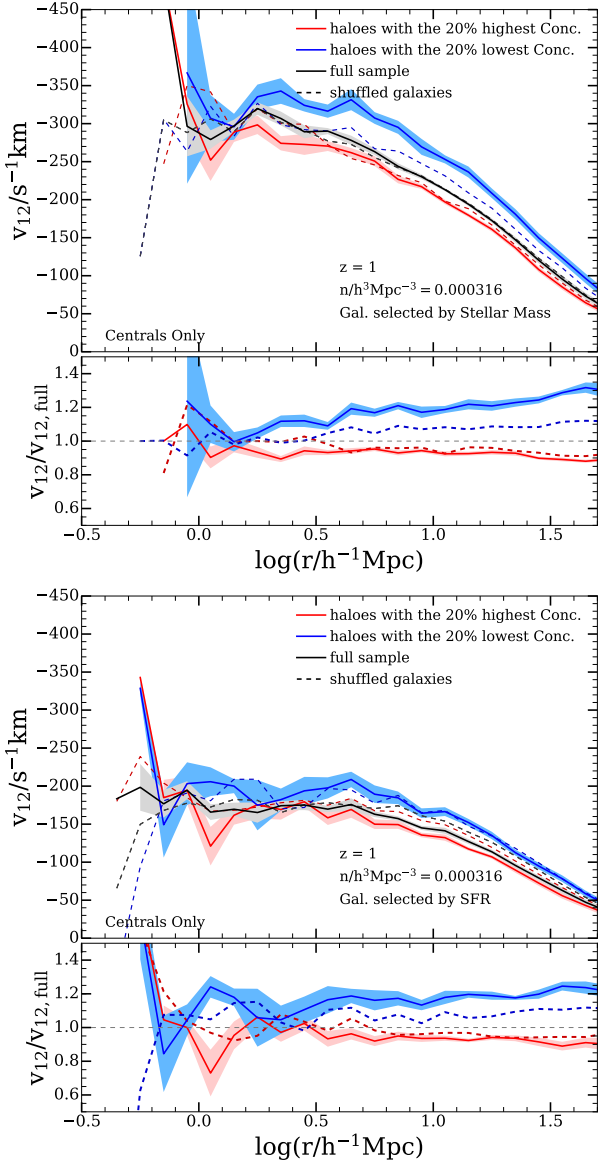 −450
−400
−350
−300
−250
−200
−150
−100
−50
0
v12/s−1km
haloes with the 20% highest Conc.
haloes with the 20% lowest Conc.
full sample
shuffled galaxies
z = 1
n/h3Mpc−3 = 0.000316
Gal. selected by Stellar Mass
Centrals Only
1.4
1.2
1.0
0.8
0.6
v12/v12, full
−0.5 0.0 0.5 1.0 1.5
log(r/h−1Mpc)
−450
−400
−350
−300
−250
−200
−150
−100
−50
0
v12/s−1km
haloes with the 20% highest Conc.
haloes with the 20% lowest Conc.
full sample
shuffled galaxies
z = 1
n/h3Mpc−3 = 0.000316
Gal. selected by SFR
Centrals Only
1.4
1.2
1.0
0.8
0.6
v12/v12, full
−0.5 0.0 0.5 1.0 1.5
log(r/h−1Mpc)